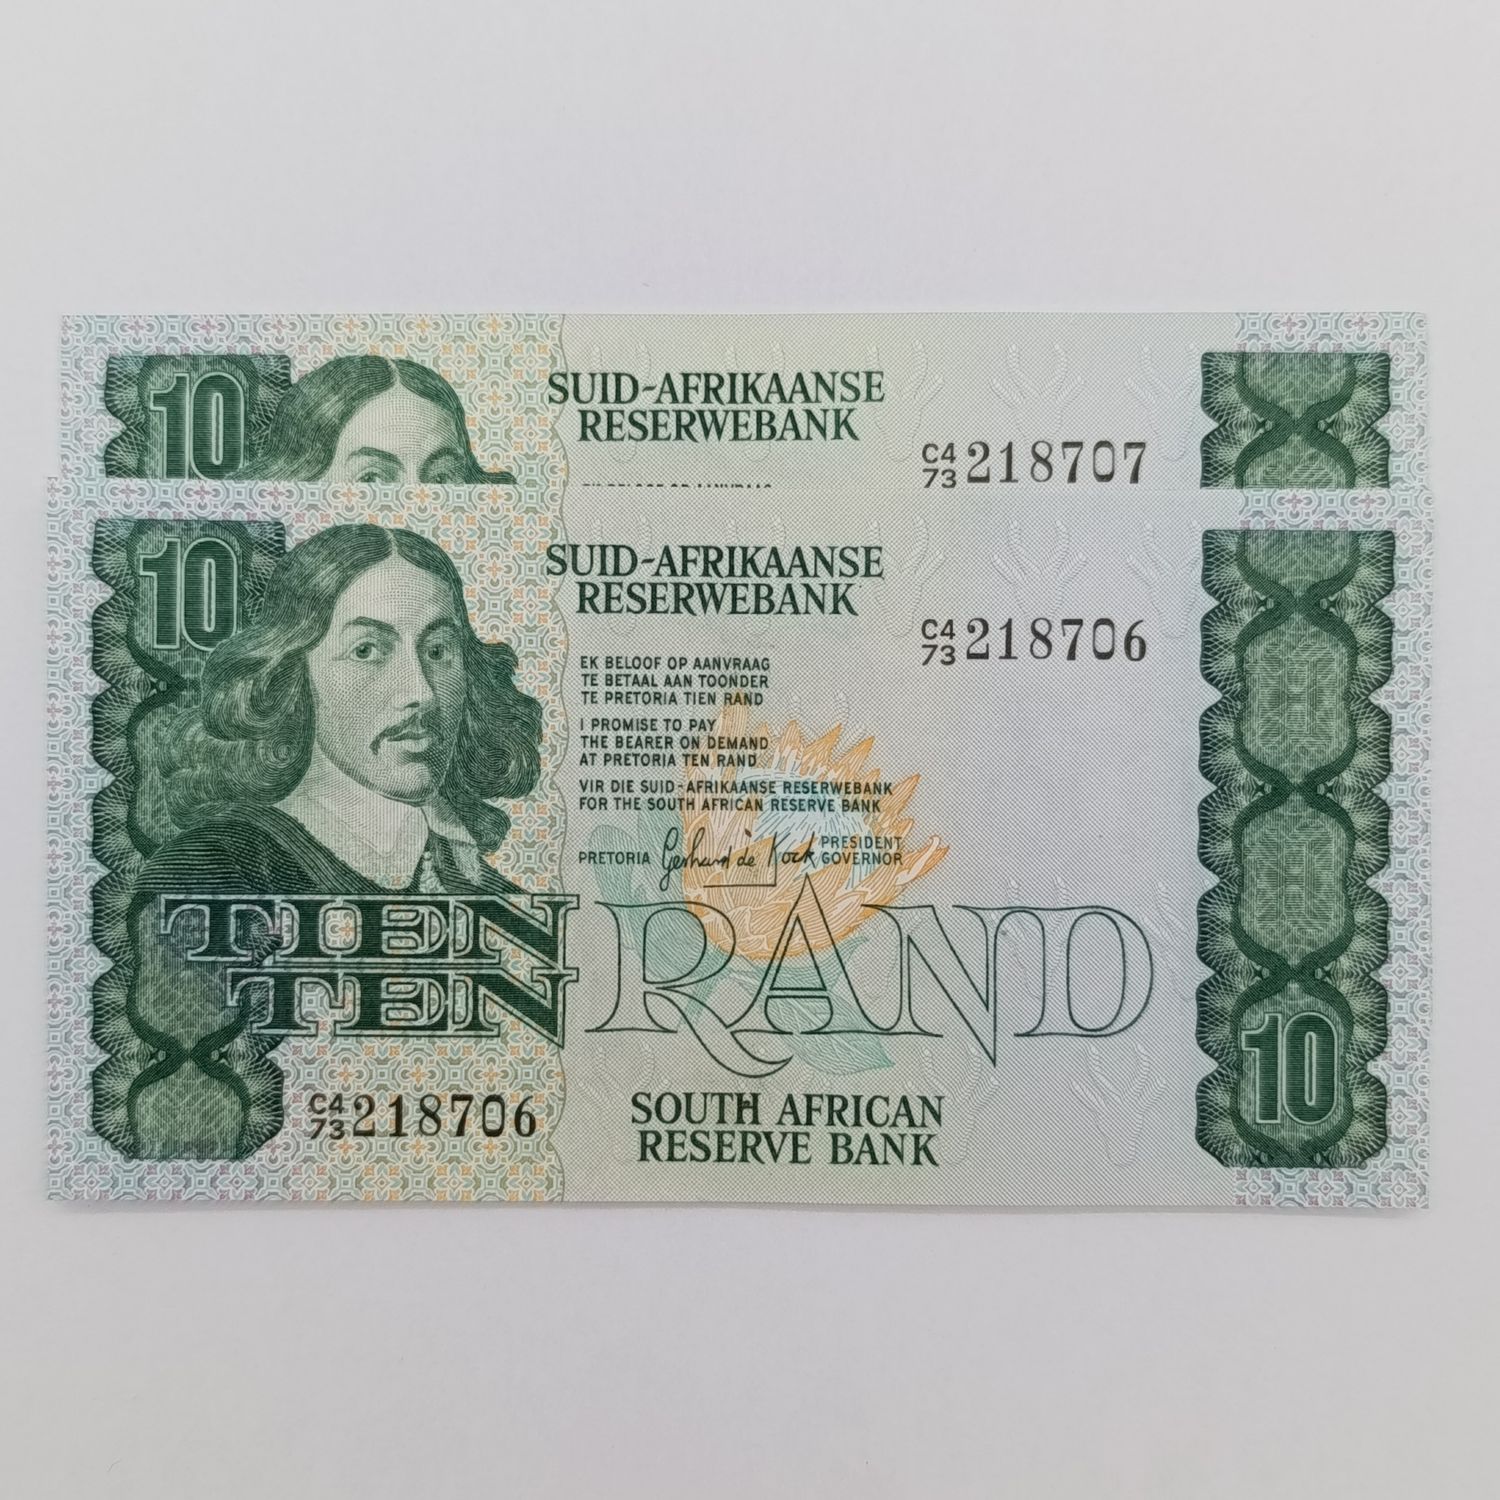 10
SUID-AFRIKAANSE
RESERWEBANK
C4
73 218707
10
SUID-AFRIKAANSE
RESERWEBANK
C4
73 218706
EK BELOOF OP AANVRAAG
TE BETAAL AAN TOONDER
TE PRETORIA TIEN RAND
I PROMISE TO PAY
THE BEARER ON DEMAND
AT PRETORIA TEN RAND
VIR DIE SUID-AFRIKAANSE RESERWEBANK
FOR THE SOUTH AFRICAN RESERVE BANK
PRETORIA Gerhard de Kock PRESIDENT
GOVERNOR
TIEN
TEN RAND
10
C4
73 218706
SOUTH AFRICAN
RESERVE BANK